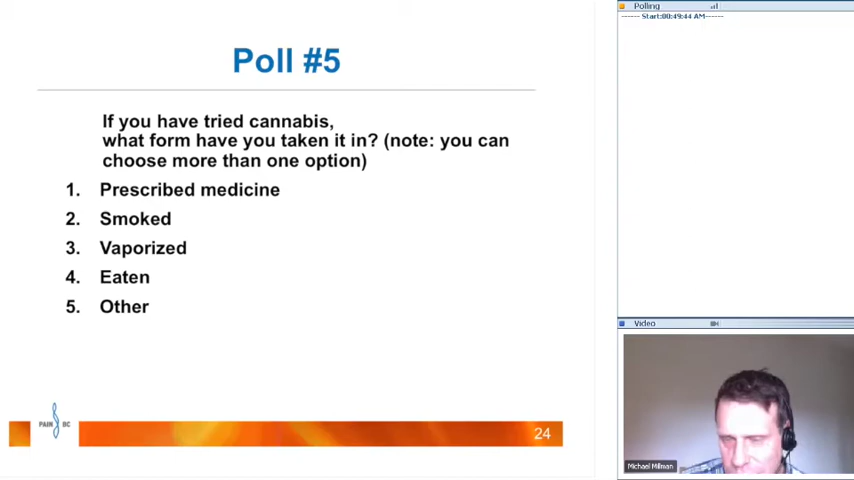 Poll #5
If you have tried cannabis,
what form have you taken it in? (note: you can
choose more than one option)
1. Prescribed medicine
2. Smoked
3. Vaporized
4. Eaten
5. Other
PAIN BC
24
Polling
------ Start:00:49:44 AM------
Video
Michael Millman